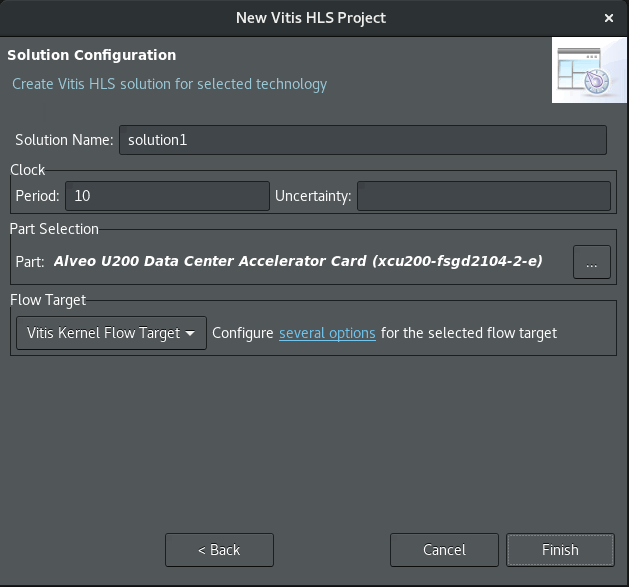 New Vitis HLS Project
Solution Configuration
Create Vitis HLS solution for selected technology
Solution Name: solution1
Clock
Period: 10 Uncertainty:
Part Selection
Part: Alveo U200 Data Center Accelerator Card (xcu200-fsgd2104-2-e) ...
Flow Target
Vitis Kernel Flow Target Configure several options for the selected flow target
< Back Cancel Finish